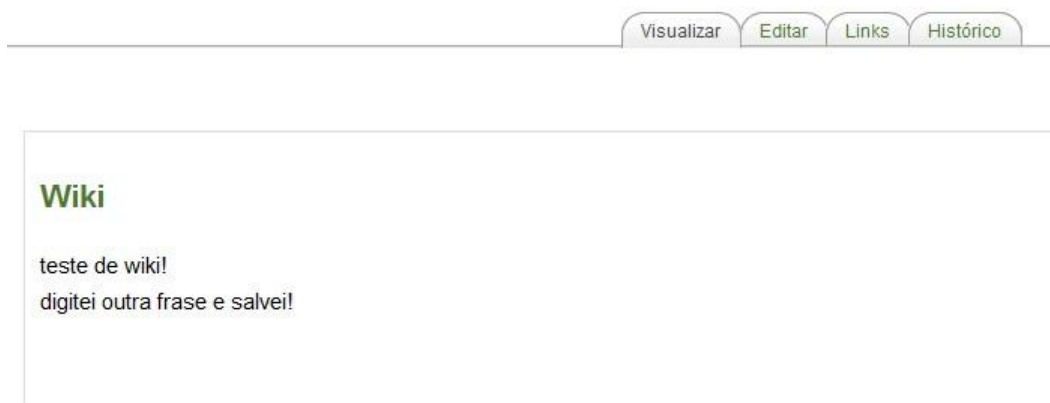 Visualizar Editar Links Histórico
Wiki
teste de wiki!
digitei outra frase e salvei!